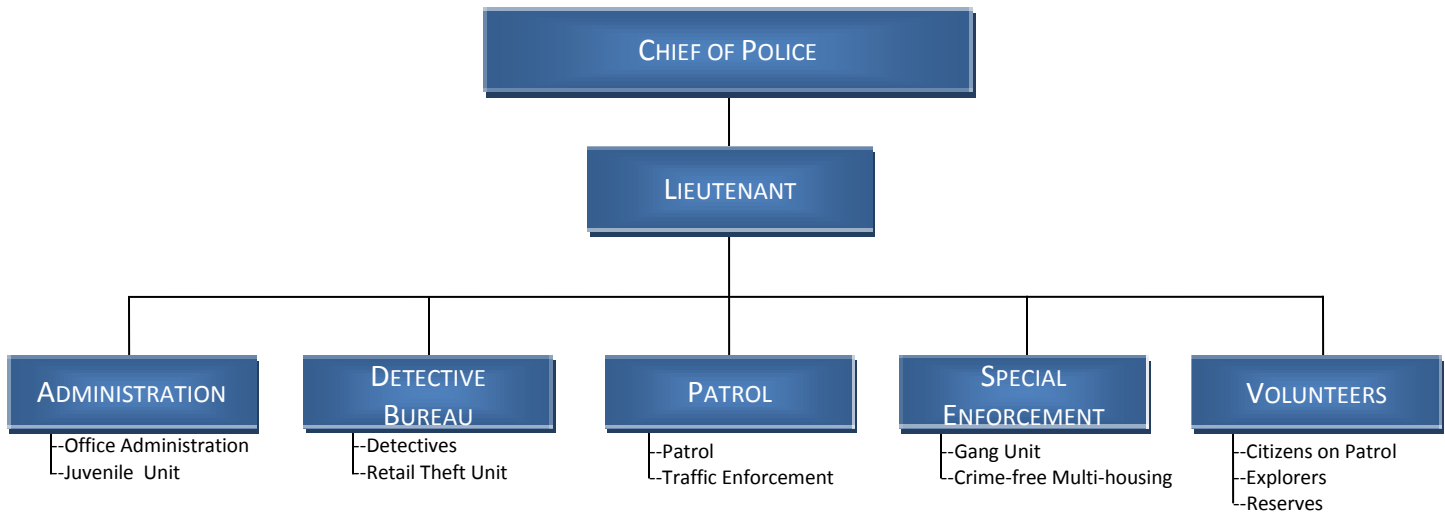 CHIEF OF POLICE
LIEUTENANT
ADMINISTRATION
--Office Administration
--Juvenile Unit
DETECTIVE
BUREAU
--Detectives
--Retail Theft Unit
PATROL
--Patrol
--Traffic Enforcement
SPECIAL
ENFORCEMENT
--Gang Unit
--Crime-free Multi-housing
VOLUNTEERS
--Citizens on Patrol
--Explorers
--Reserves